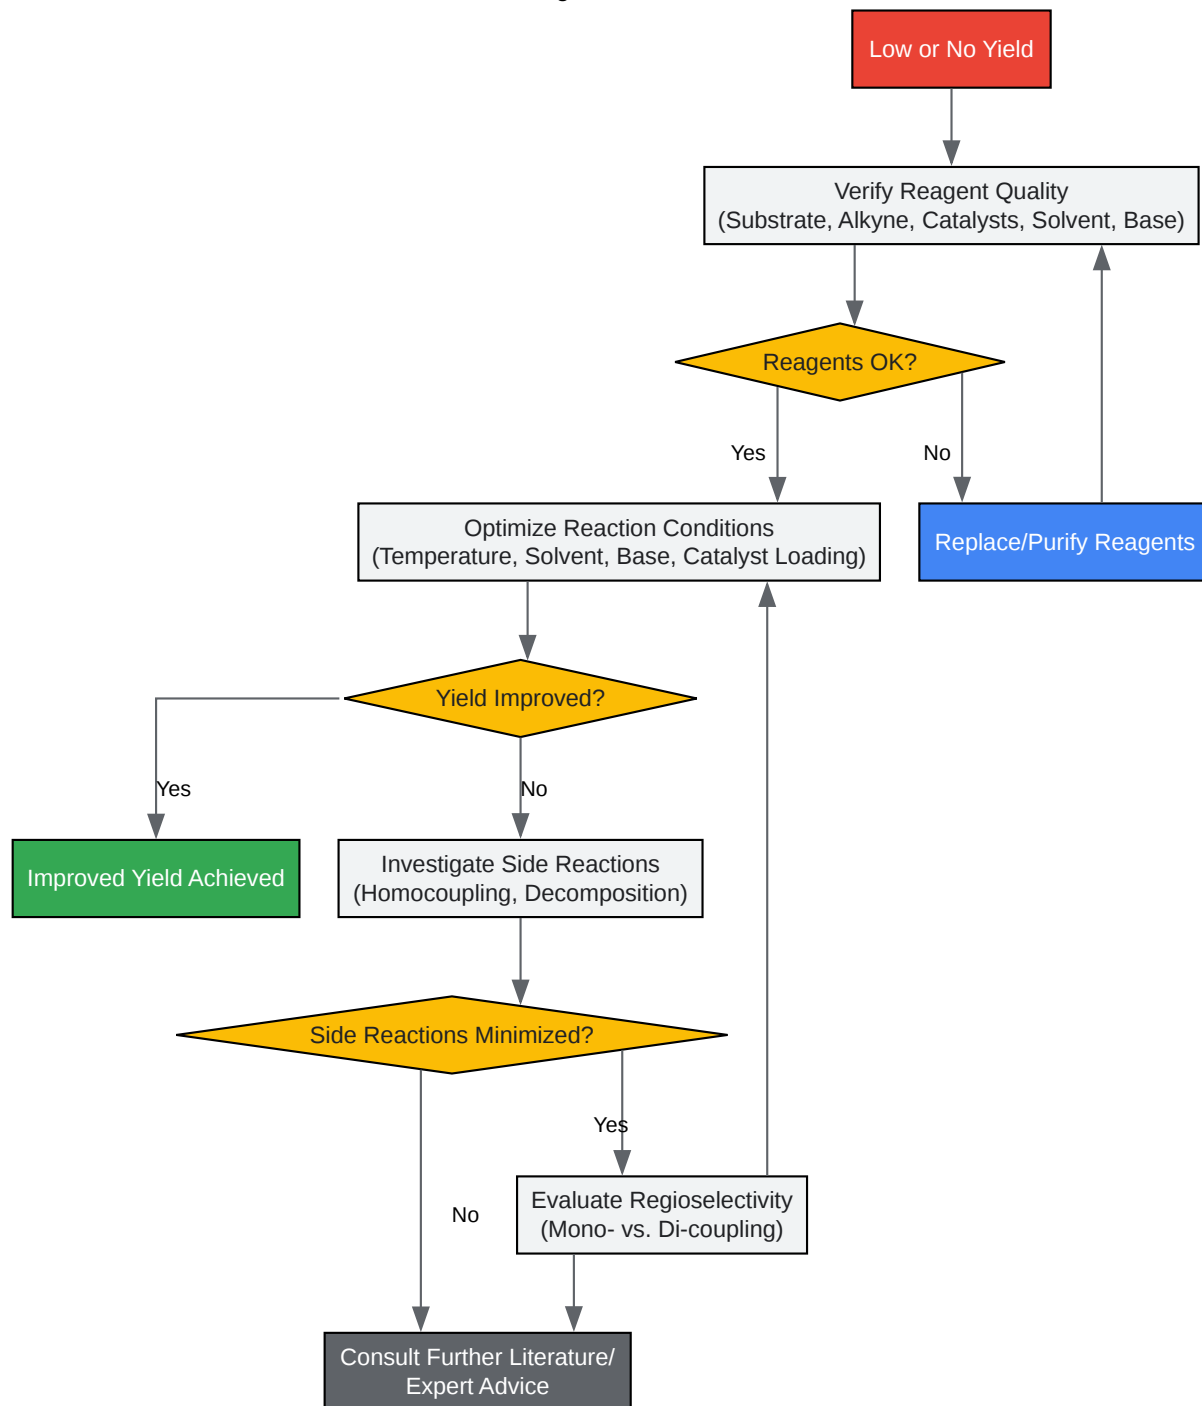 Low or No Yield
Verify Reagent Quality
(Substrate, Alkyne, Catalysts, Solvent, Base)
Reagents OK?
Yes
No
Optimize Reaction Conditions
(Temperature, Solvent, Base, Catalyst Loading)
Replace/Purify Reagents
Yield Improved?
Yes
No
Improved Yield Achieved
Investigate Side Reactions
(Homocoupling, Decomposition)
Side Reactions Minimized?
Yes
No
Evaluate Regioselectivity
(Mono- vs. Di-coupling)
Consult Further Literature/
Expert Advice